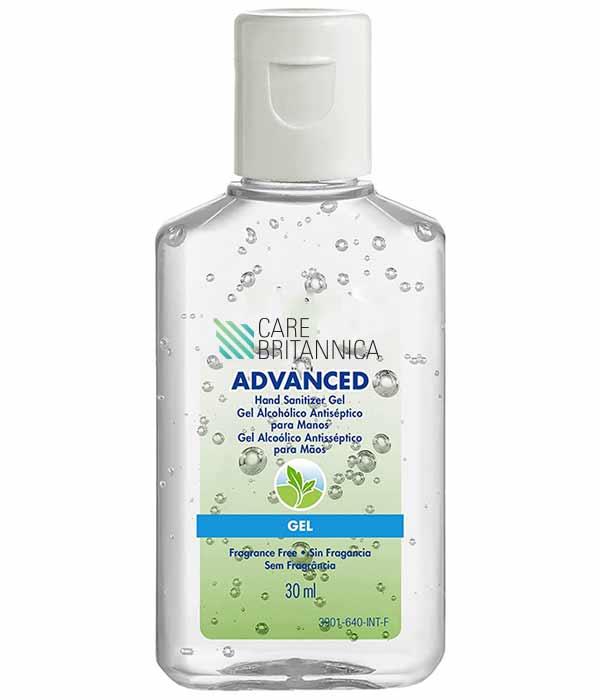 CARE
BRITANNICA
ADVANCED
Hand Sanitizer Gel
Gel Alcohólico Antiséptico
para Manos
Gel Alcoólico Antisséptico
para Mãos
GEL
Fragrance Free • Sin Fragancia
Sem Fragrância
30 ml
3901-640-INT-F